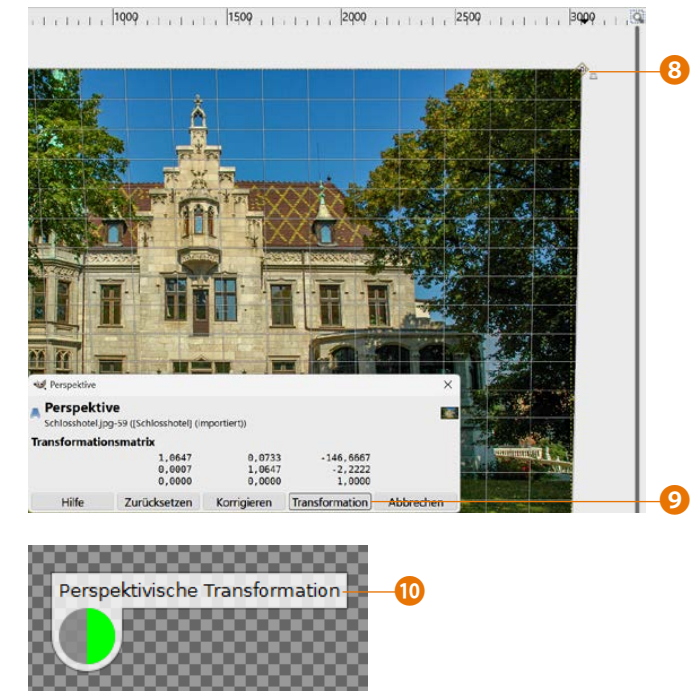 1000 1500 2000 2500 3000
8
Perspektive
Perspektive
Schlosshotel.jpg-59 ([Schlosshotel] (importiert))
Transformationsmatrix
1,0647 0,0733 -146,6667
0,0007 1,0647 -2,2222
0,0000 0,0000 1,0000
Hilfe Zurücksetzen Korrigieren Transformation Abbrechen
9
Perspektivische Transformation
10